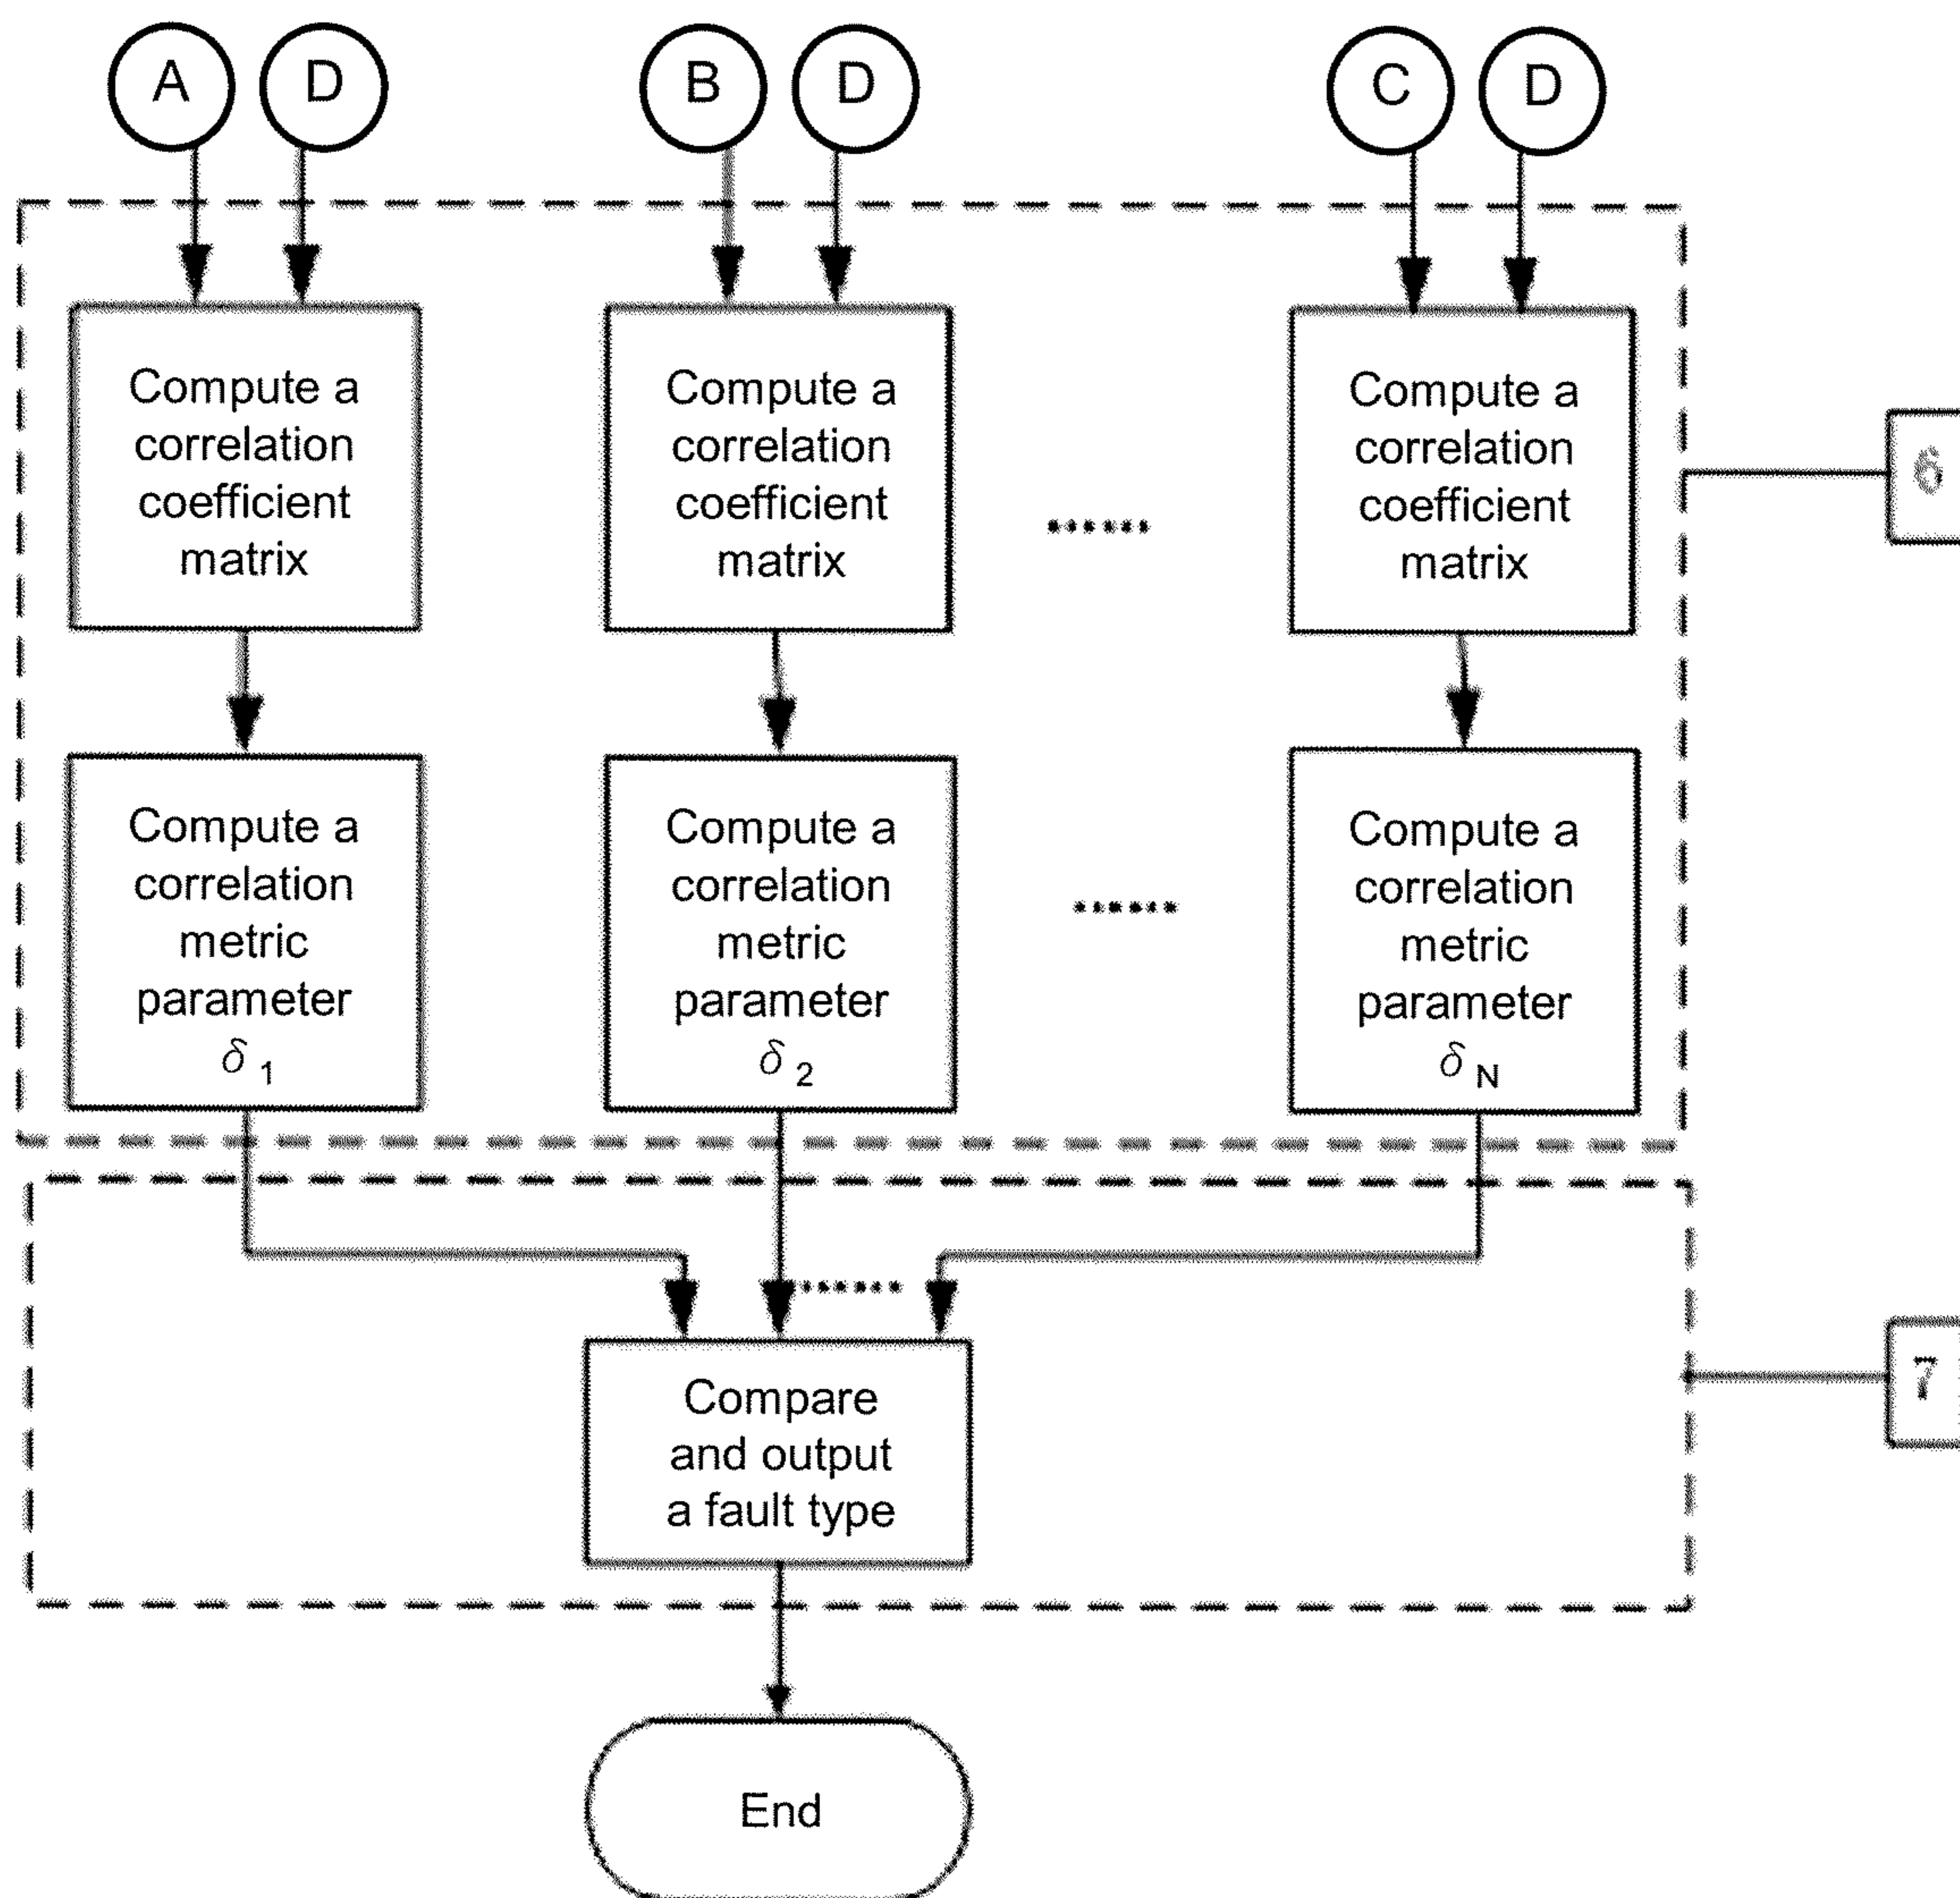 A D B D C D
Compute a
correlation
coefficient
matrix
Compute a
correlation
coefficient
matrix
......
Compute a
correlation
coefficient
matrix
6
Compute a
correlation
metric
parameter
δ 1
Compute a
correlation
metric
parameter
δ 2
......
Compute a
correlation
metric
parameter
δ N
......
Compare
and output
a fault type
7
End